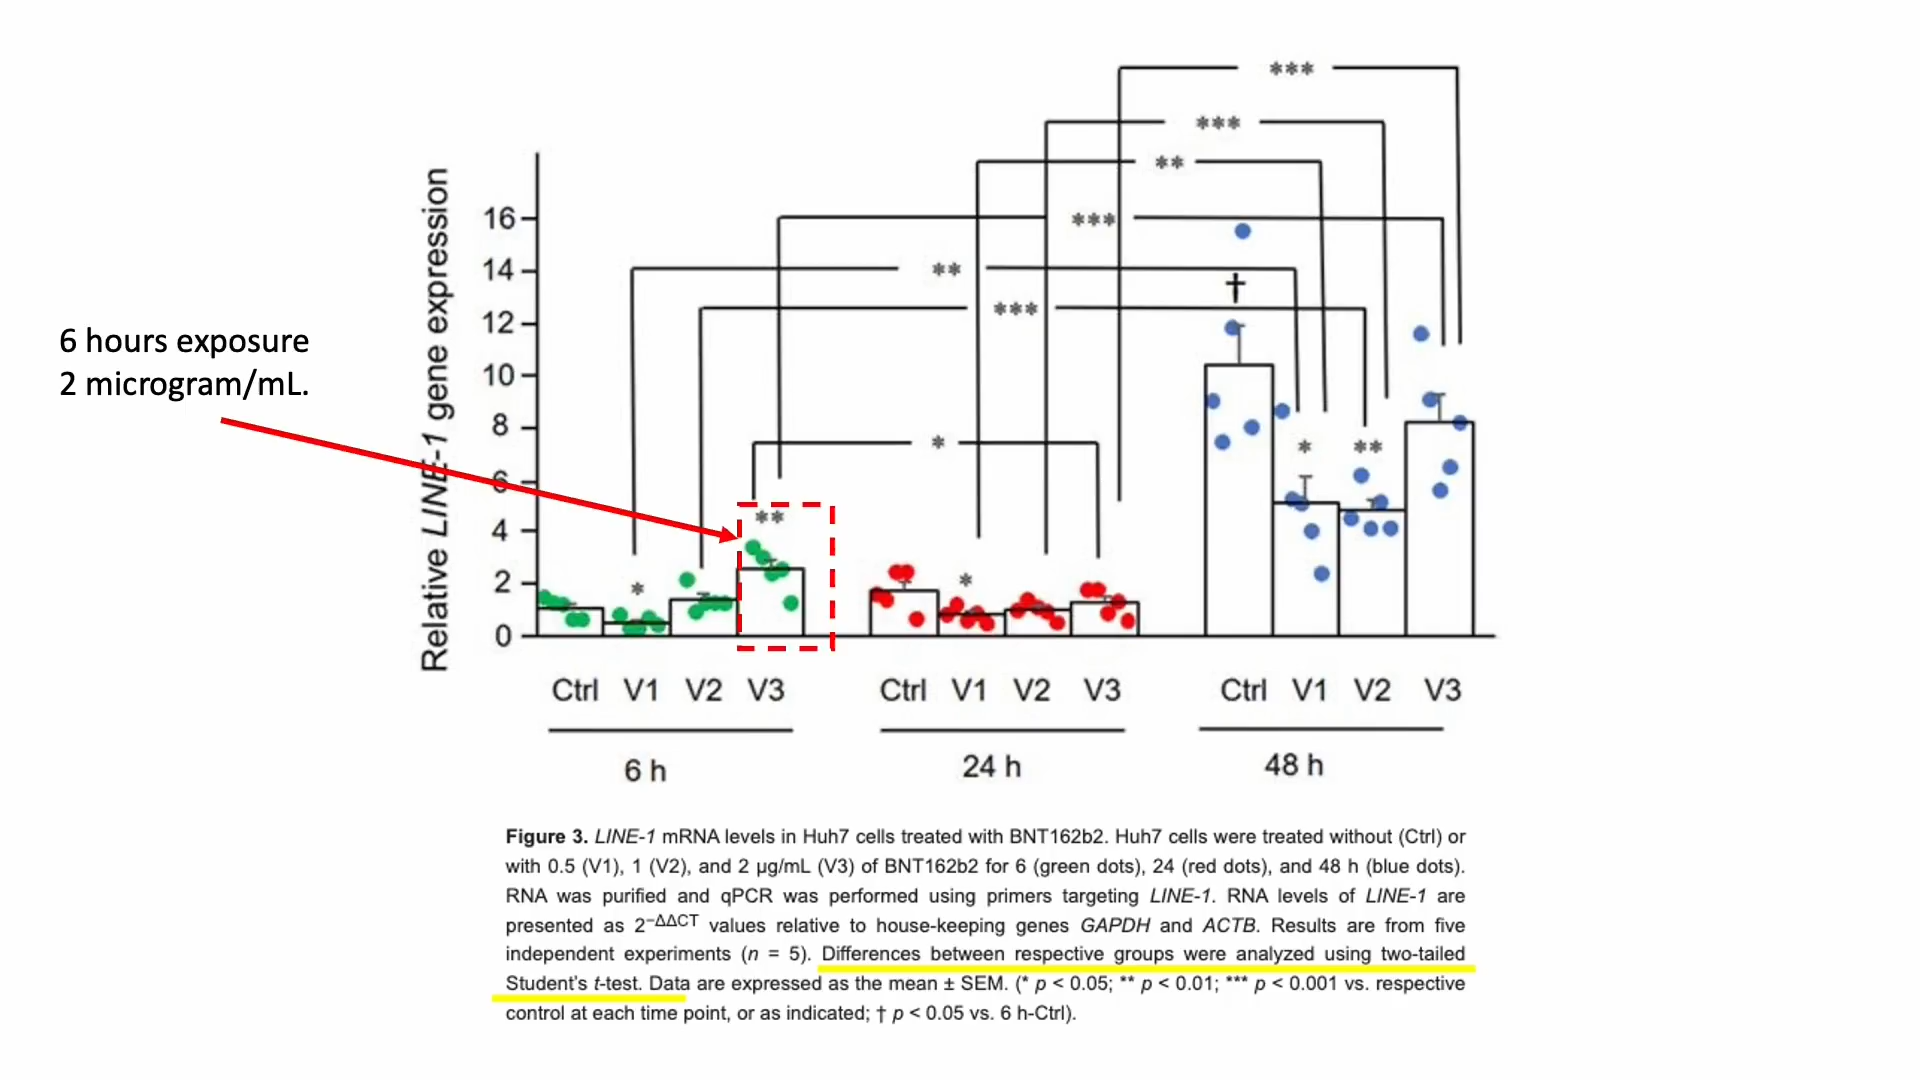 ***
***
**
16
***
14
**
12
***
10
8
*
6
4
2
0
Relative LINE-1 gene expression
6 hours exposure
2 microgram/mL.
*
**
*
†
*
**
Ctrl V1 V2 V3 Ctrl V1 V2 V3 Ctrl V1 V2 V3
6 h 24 h 48 h
Figure 3. LINE-1 mRNA levels in Huh7 cells treated with BNT162b2. Huh7 cells were treated without (Ctrl) or
with 0.5 (V1), 1 (V2), and 2 μg/mL (V3) of BNT162b2 for 6 (green dots), 24 (red dots), and 48 h (blue dots).
RNA was purified and qPCR was performed using primers targeting LINE-1. RNA levels of LINE-1 are
presented as 2−ΔΔCT values relative to house-keeping genes GAPDH and ACTB. Results are from five
independent experiments (n = 5). Differences between respective groups were analyzed using two-tailed
Student's t-test. Data are expressed as the mean ± SEM. (* p < 0.05; ** p < 0.01; *** p < 0.001 vs. respective
control at each time point, or as indicated; † p < 0.05 vs. 6 h-Ctrl).